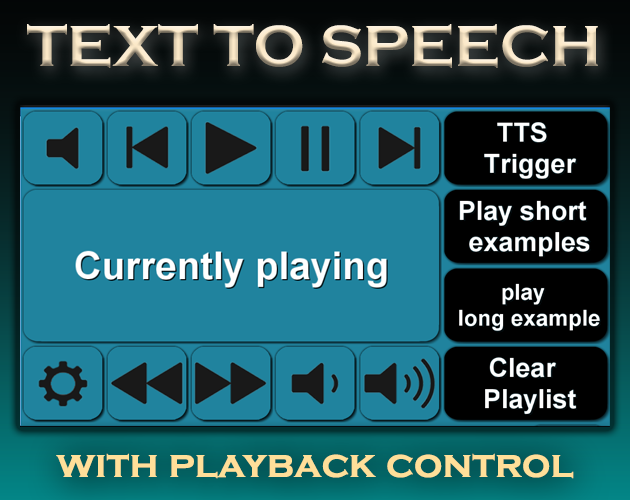 TEXT TO SPEECH
TTS
Trigger
Play short
examples
Currently playing
play
long example
Clear
Playlist
WITH PLAYBACK CONTROL